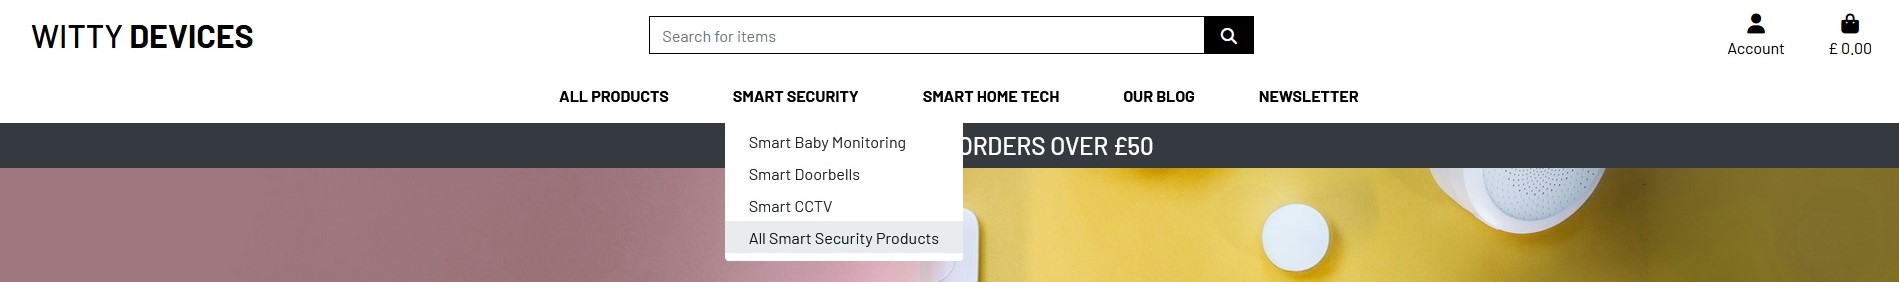 WITTY DEVICES
Search for items
Account
£ 0.00
ALL PRODUCTS
SMART SECURITY
SMART HOME TECH
OUR BLOG
NEWSLETTER
ORDERS OVER £50
Smart Baby Monitoring
Smart Doorbells
Smart CCTV
All Smart Security Products